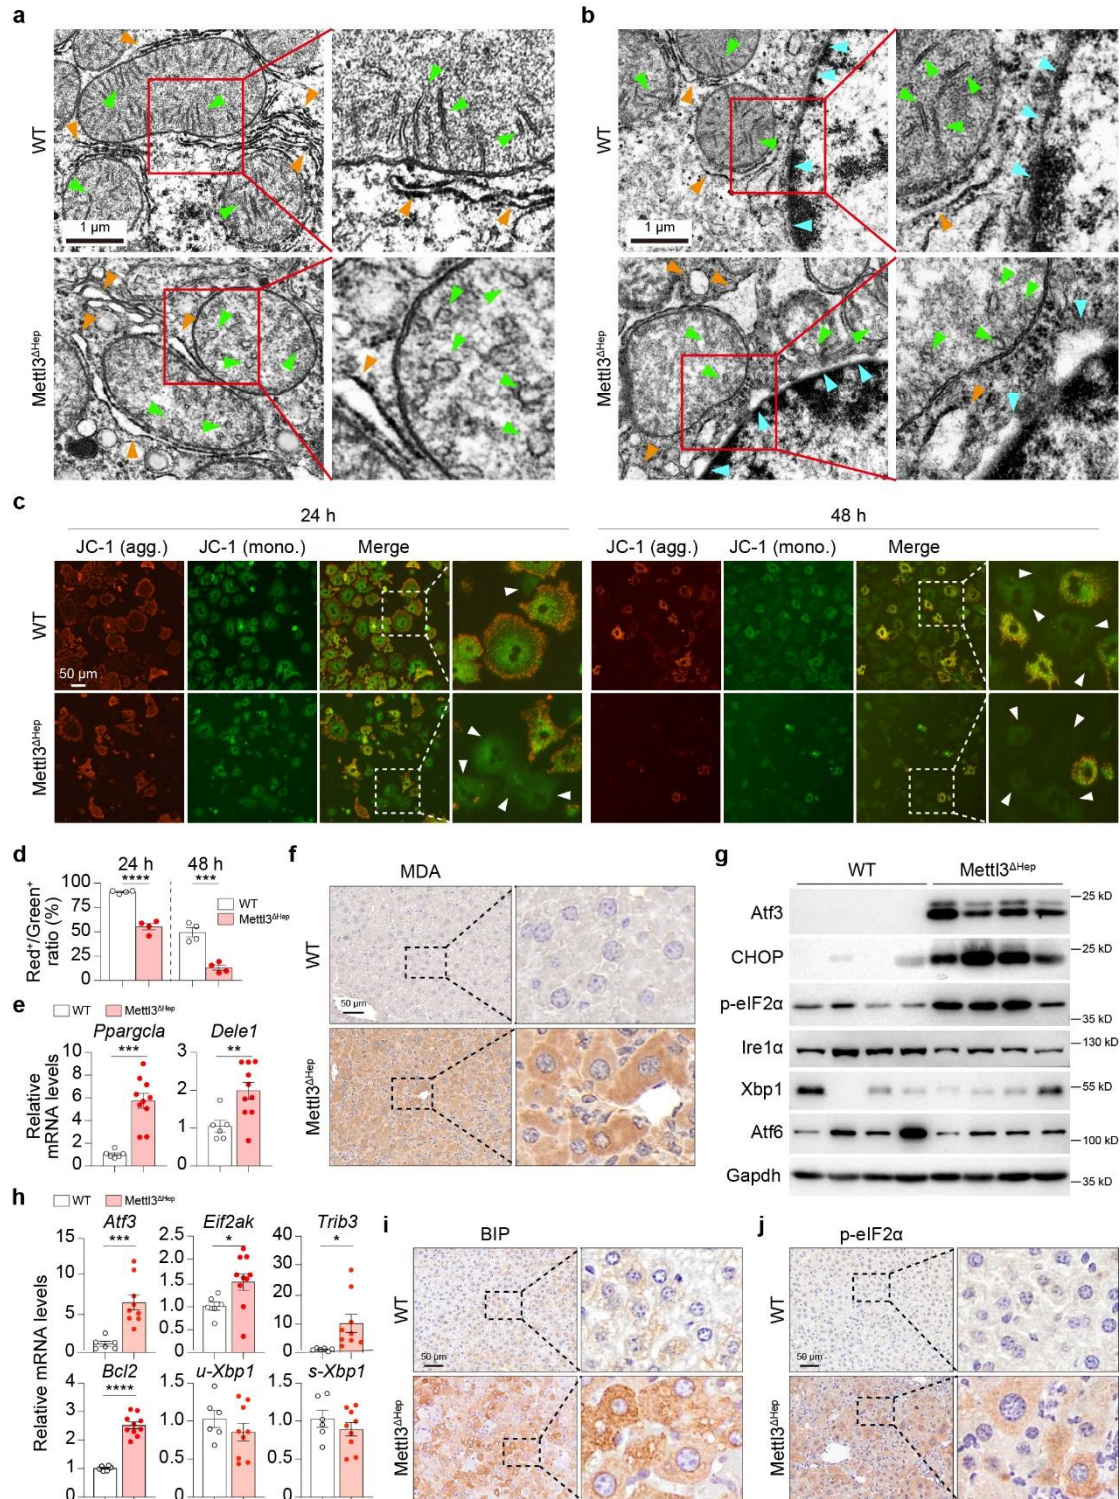 a
b
WT
1 μm
Mettl3ΔHep
WT
1 μm
Mettl3ΔHep
c
24 h
48 h
JC-1 (agg.) JC-1 (mono.) Merge
JC-1 (agg.) JC-1 (mono.) Merge
WT
50 μm
Mettl3ΔHep
d
24 h 48 h
**** ***
Red+/Green+
ratio (%)
100
50
0
WT
Mettl3ΔHep
e
WT Mettl3ΔHep
Ppargcla Dele1
*** **
Relative
mRNA levels
10
8
6
4
2
0
3
2
1
0
f
MDA
WT
50 μm
Mettl3ΔHep
g
WT Mettl3ΔHep
Atf3 25 kD
CHOP 25 kD
p-eIF2α 35 kD
Ire1α 130 kD
Xbp1 55 kD
Atf6 100 kD
Gapdh 35 kD
h
WT Mettl3ΔHep
Atf3 Eif2ak Trib3
*** * *
Relative mRNA levels
15
10
5
0
2.5
2.0
1.5
1.0
0.5
0
50
40
30
20
10
0
Bcl2 u-Xbp1 s-Xbp1
****
Relative mRNA levels
4
3
2
1
0
1.5
1.0
0.5
0
1.5
1.0
0.5
0
i
BIP
WT
50 μm
Mettl3ΔHep
j
p-eIF2α
WT
50 μm
Mettl3ΔHep